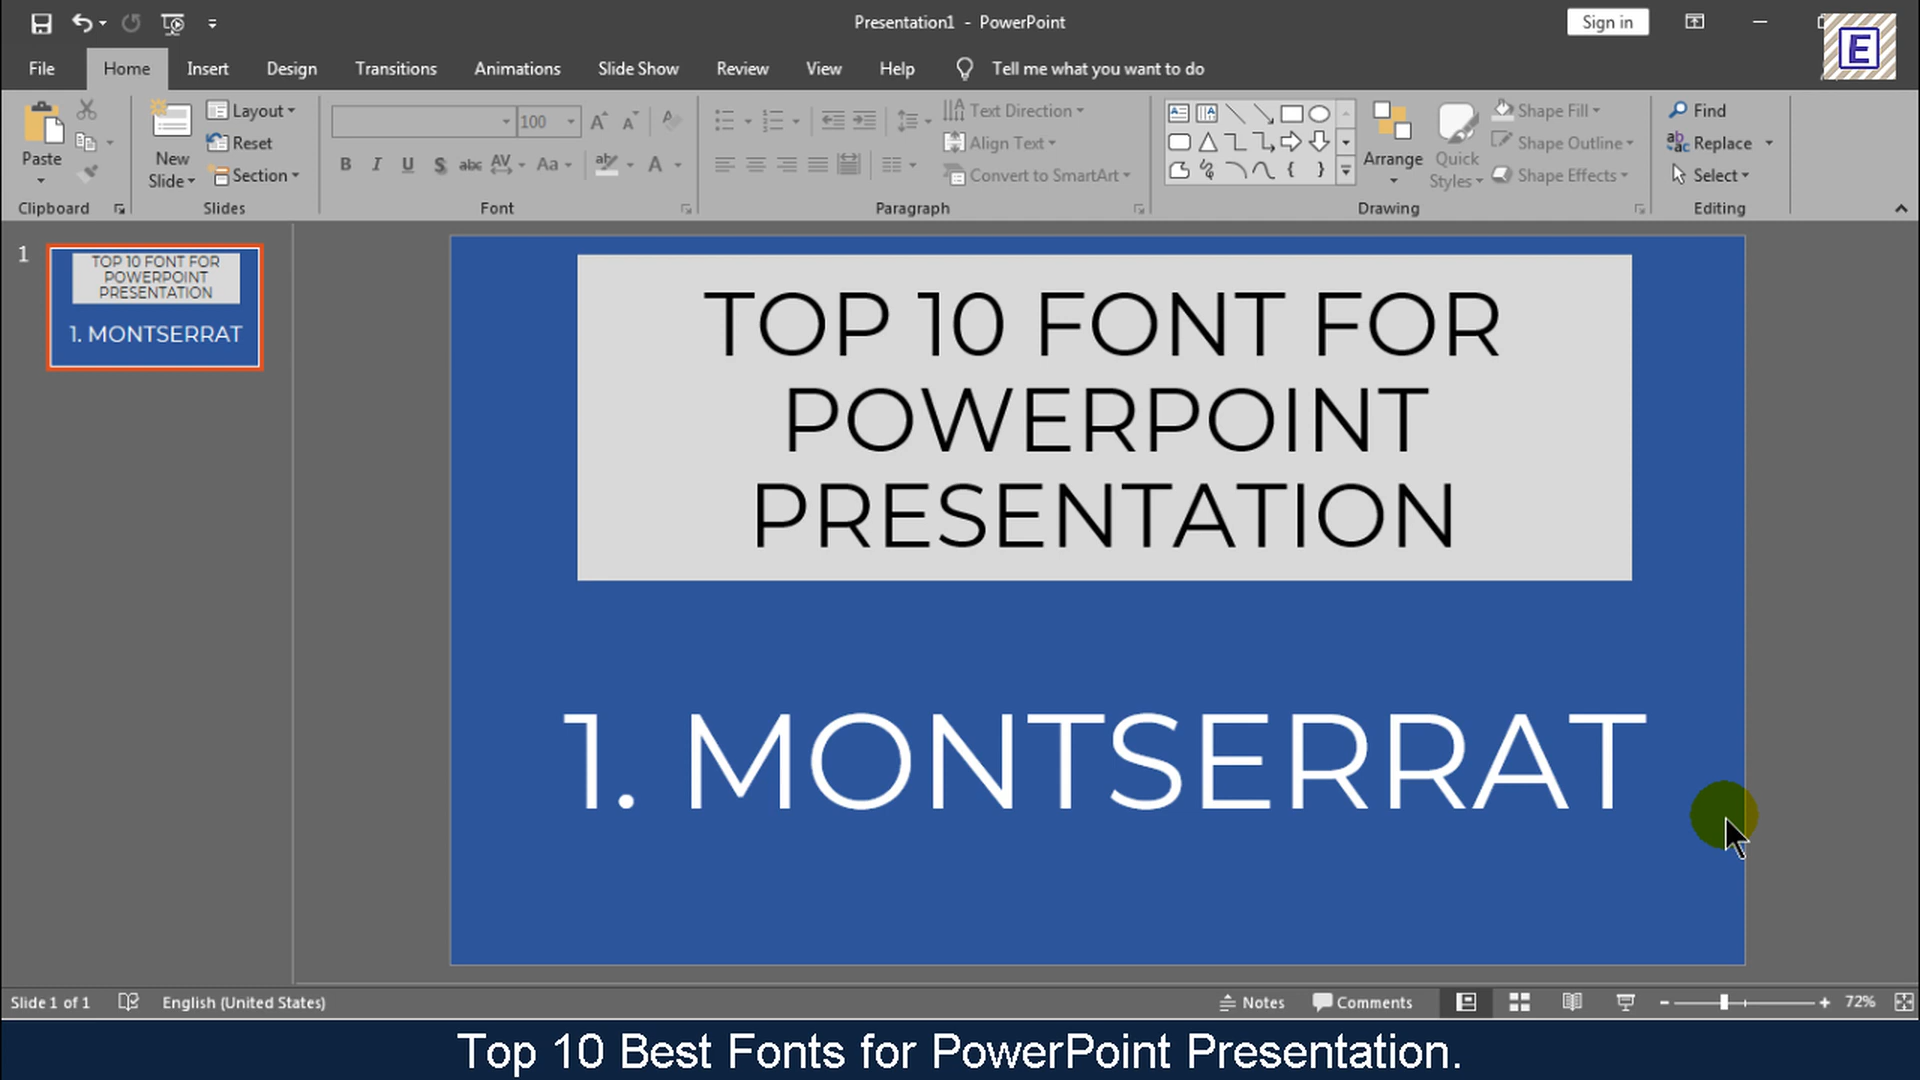 Presentation1 - PowerPoint
Sign in
E
File Home Insert Design Transitions Animations Slide Show Review View Help Tell me what you want to do
Paste
Clipboard
New
Slide
Layout
Reset
Section
Slides
100
B I U S abc AV Aa ab A
Font
Text Direction
Align Text
Convert to SmartArt
Paragraph
Arrange
Quick
Styles
Shape Fill
Shape Outline
Shape Effects
Drawing
Find
Replace
Select
Editing
1
TOP 10 FONT FOR
POWERPOINT
PRESENTATION
1. MONTSERRAT
TOP 10 FONT FOR
POWERPOINT
PRESENTATION
1. MONTSERRAT
Slide 1 of 1 English (United States) Notes Comments 72%
Top 10 Best Fonts for PowerPoint Presentation.